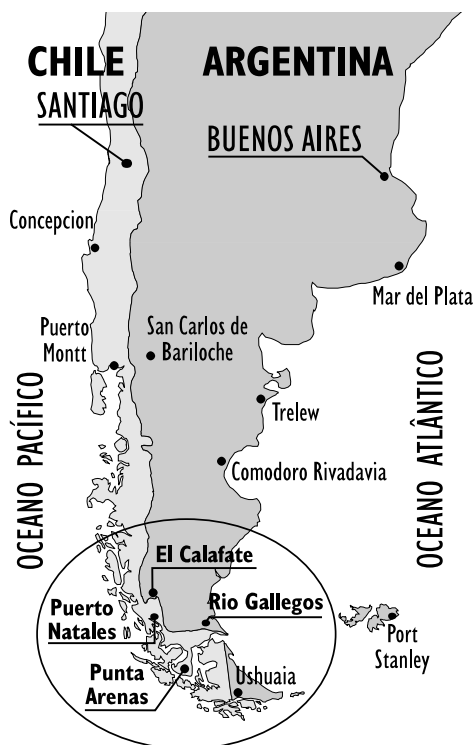 CHILE
ARGENTINA
SANTIAGO
BUENOS AIRES
Concepcion
Mar del Plata
Puerto
Montt
San Carlos de
Bariloche
Trelew
OCEANO PACÍFICO
OCEANO ATLÂNTICO
Comodoro Rivadavia
El Calafate
Puerto
Natales
Rio Gallegos
Port
Stanley
Punta
Arenas
Ushuaia